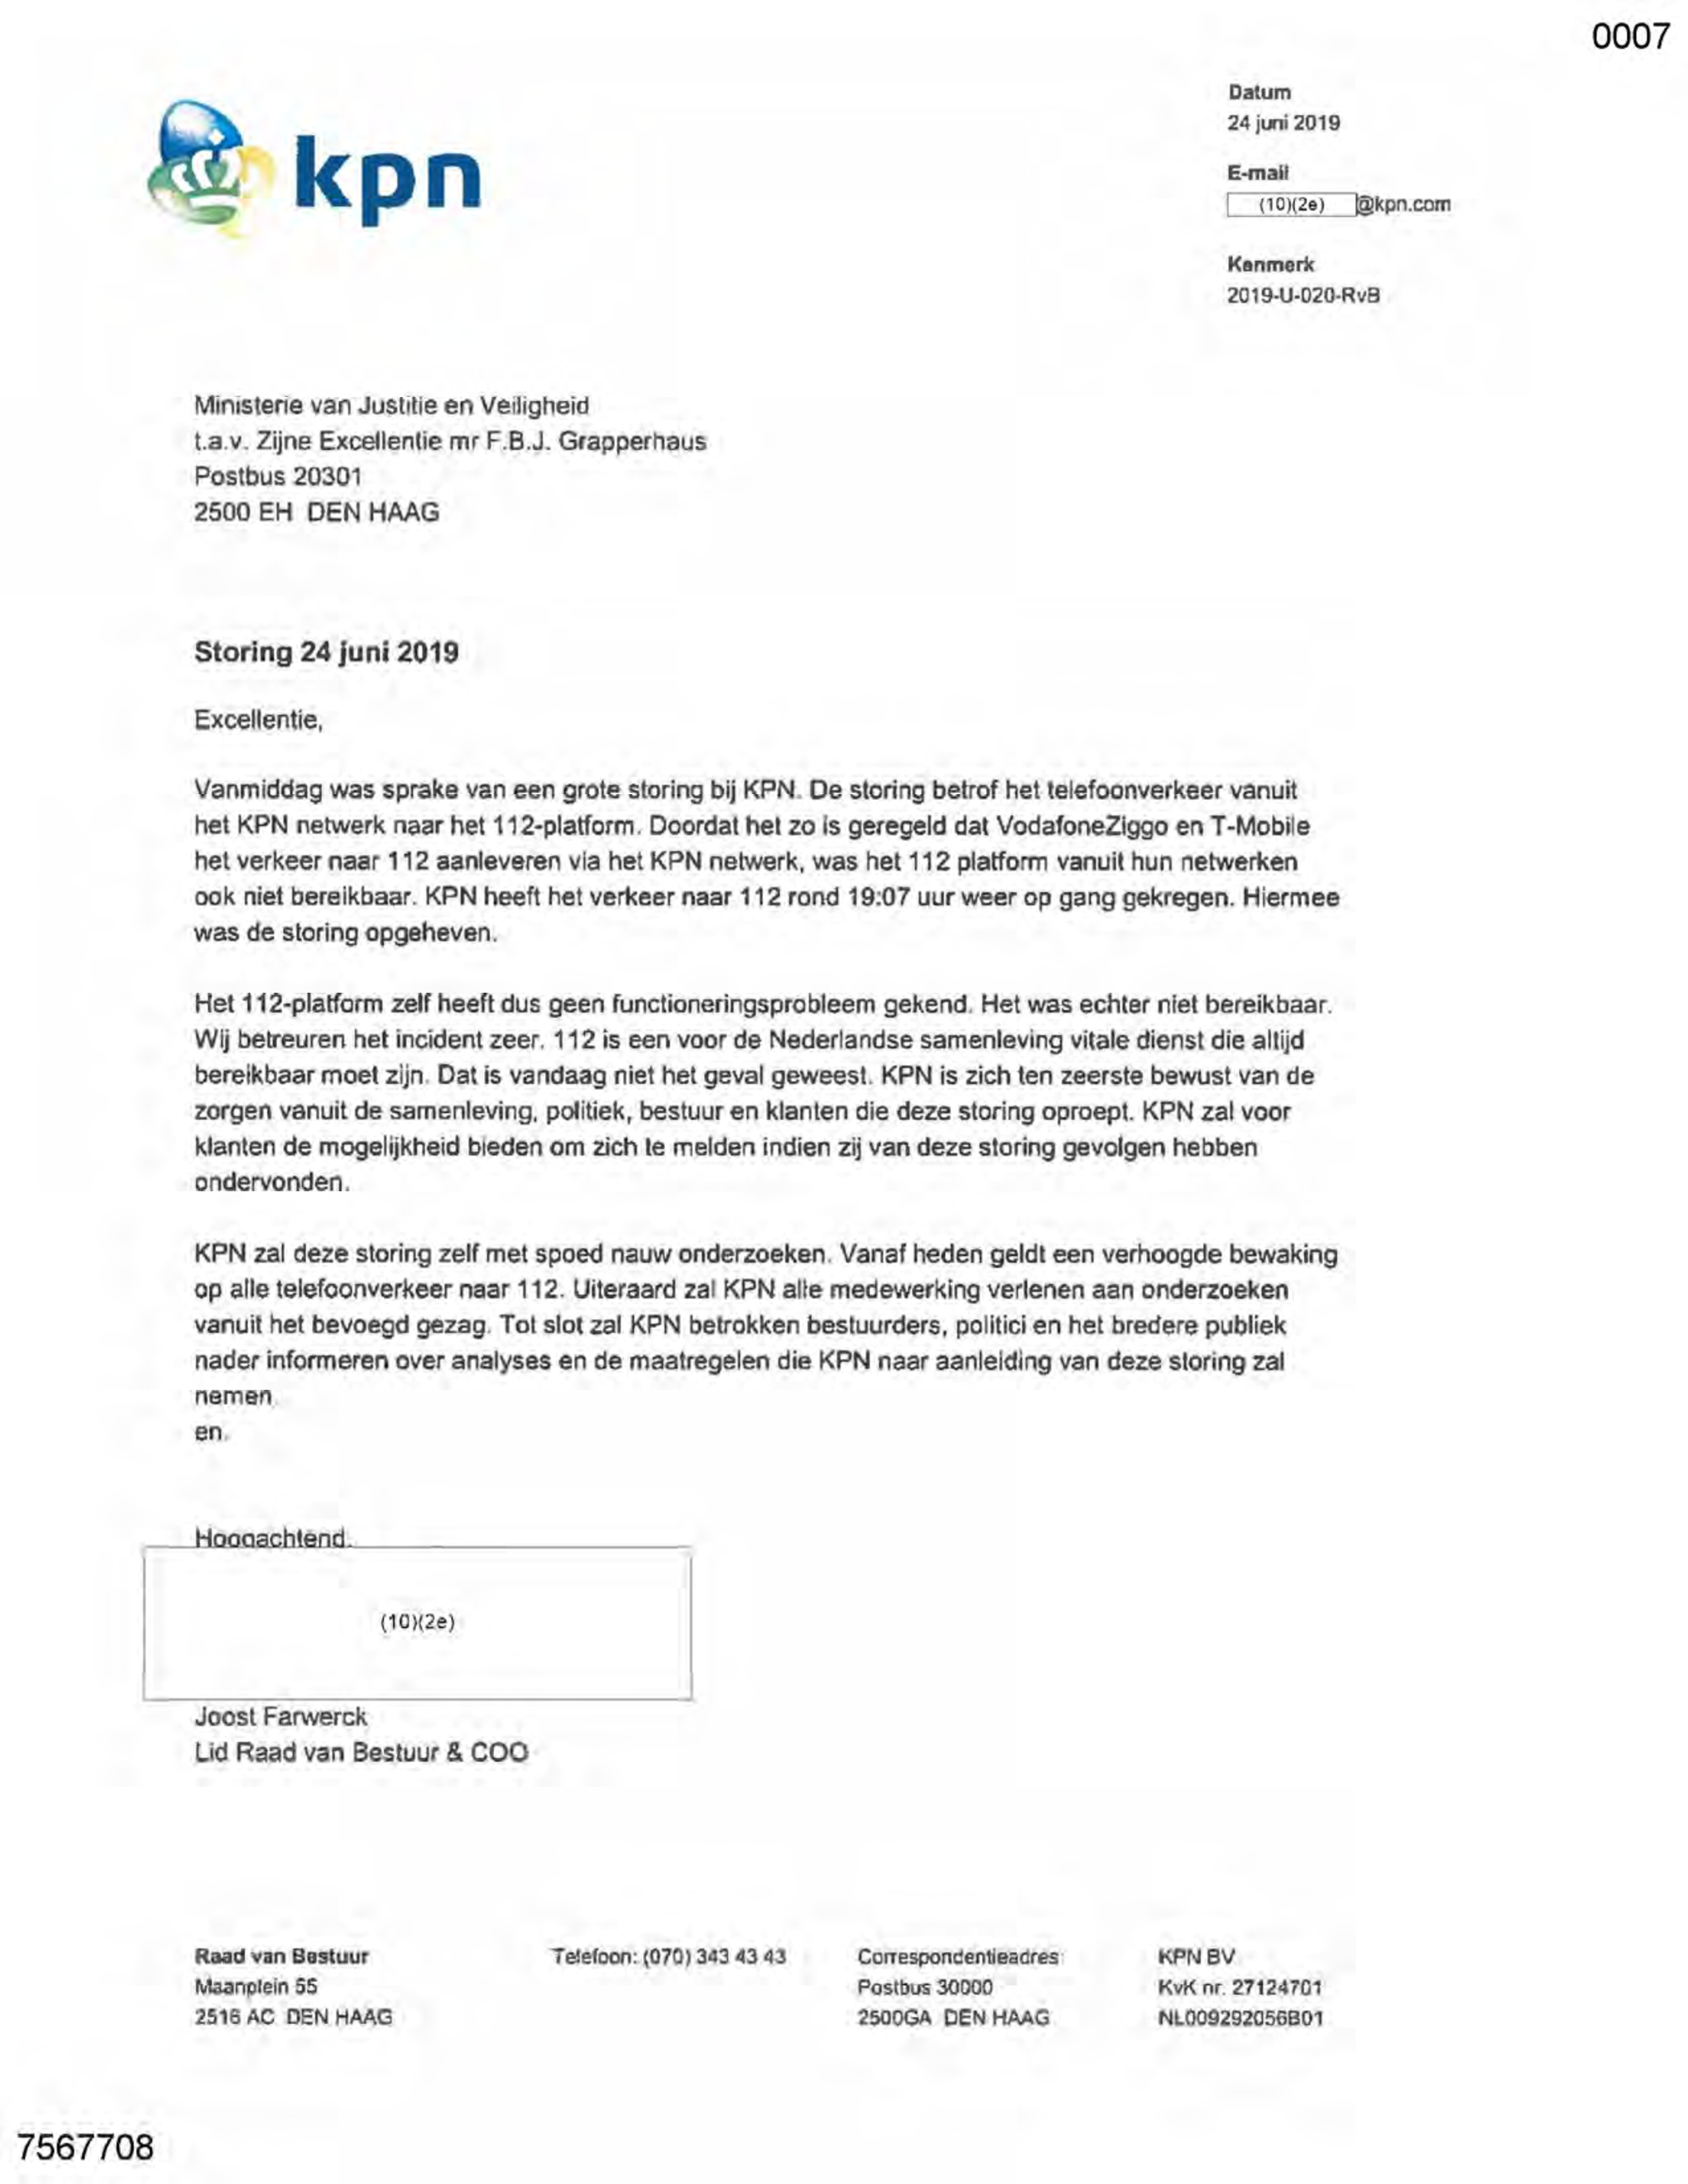 0007
kpn
Datum
24 juni 2019
E-mail
(10)(2e) @kpn.com
Kenmerk
2019-U-020-RvB
Ministerie van Justitie en Veiligheid
t.a.v. Zijne Excellentie mr F.B.J. Grapperhaus
Postbus 20301
2500 EH DEN HAAG
Storing 24 juni 2019
Excellentie,
Vanmiddag was sprake van een grote storing bij KPN. De storing betrof het telefoonverkeer vanuit
het KPN netwerk naar het 112-platform. Doordat het zo is geregeld dat VodafoneZiggo en T-Mobile
het verkeer naar 112 aanleveren via het KPN netwerk, was het 112 platform vanuit hun netwerken
ook niet bereikbaar. KPN heeft het verkeer naar 112 rond 19:07 uur weer op gang gekregen. Hiermee
was de storing opgeheven.
Het 112-platform zelf heeft dus geen functioneringsprobleem gekend. Het was echter niet bereikbaar.
Wij betreuren het incident zeer. 112 is een voor de Nederlandse samenleving vitale dienst die altijd
bereikbaar moet zijn. Dat is vandaag niet het geval geweest. KPN is zich ten zeerste bewust van de
zorgen vanuit de samenleving, politiek, bestuur en klanten die deze storing oproept. KPN zal voor
klanten de mogelijkheid bieden om zich te melden indien zij van deze storing gevolgen hebben
ondervonden.
KPN zal deze storing zelf met spoed nauw onderzoeken. Vanaf heden geldt een verhoogde bewaking
op alle telefoonverkeer naar 112. Uiteraard zal KPN alle medewerking verlenen aan onderzoeken
vanuit het bevoegd gezag. Tot slot zal KPN betrokken bestuurders, politici en het bredere publiek
nader informeren over analyses en de maatregelen die KPN naar aanleiding van deze storing zal
nemen
en.
Hoogachtend,
(10)(2e)
Joost Farwerck
Lid Raad van Bestuur & COO
Raad van Bestuur
Maanplein 55
2516 AC DEN HAAG
Telefoon: (070) 343 43 43
Correspondentieadres
Postbus 30000
2500GA DEN HAAG
KPN BV
KvK nr. 27124701
NL009292056B01
7567708